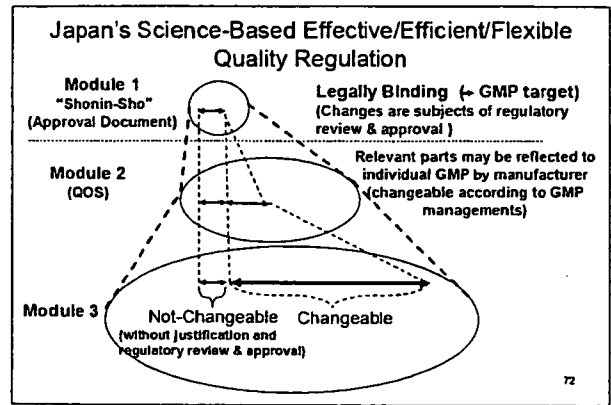 Japan's Science-Based Effective/Efficient/Flexible
Quality Regulation
Module 1
"Shonin-Sho"
(Approval Document)
Legally Binding (→ GMP target)
(Changes are subjects of regulatory
review & approval )
Module 2
(QOS)
Relevant parts may be reflected to
individual GMP by manufacturer
(changeable according to GMP
managements)
Module 3
Not-Changeable
(without justification and
regulatory review & approval)
Changeable
72